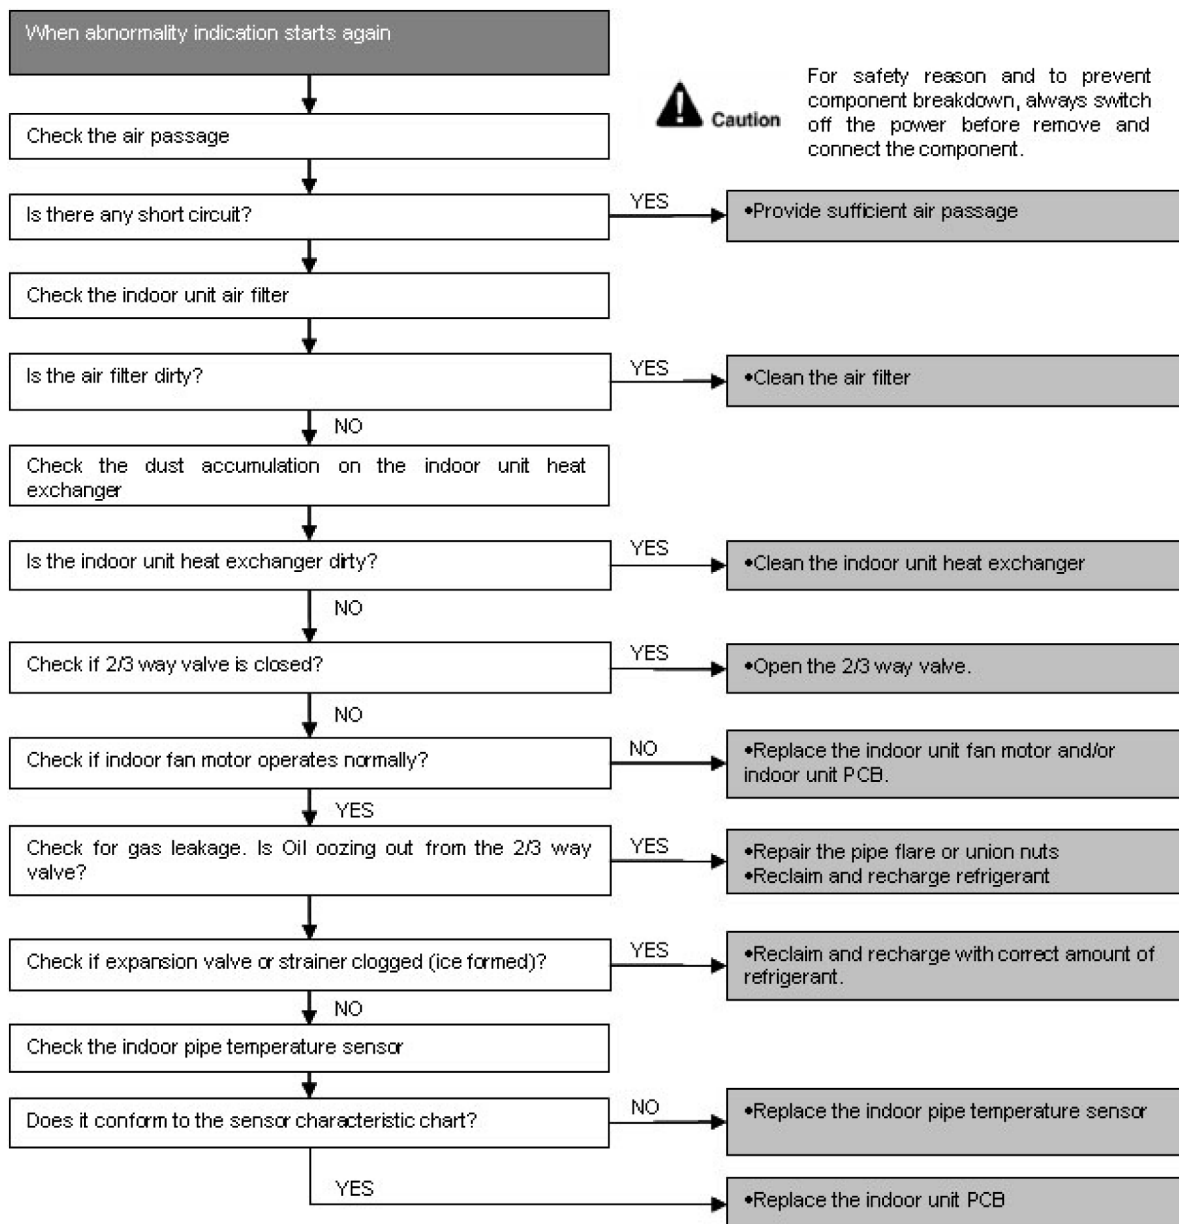 When abnormality indication starts again
For safety reason and to prevent
component breakdown, always switch
off the power before remove and
connect the component.
Caution
Check the air passage
Is there any short circuit?
YES
•Provide sufficient air passage
Check the indoor unit air filter
Is the air filter dirty?
YES
•Clean the air filter
NO
Check the dust accumulation on the indoor unit heat
exchanger
Is the indoor unit heat exchanger dirty?
YES
•Clean the indoor unit heat exchanger
NO
Check if 2/3 way valve is closed?
YES
•Open the 2/3 way valve.
NO
Check if indoor fan motor operates normally?
NO
•Replace the indoor unit fan motor and/or
indoor unit PCB.
YES
Check for gas leakage. Is Oil oozing out from the 2/3 way
valve?
YES
•Repair the pipe flare or union nuts
•Reclaim and recharge refrigerant
Check if expansion valve or strainer clogged (ice formed)?
YES
•Reclaim and recharge with correct amount of
refrigerant.
NO
Check the indoor pipe temperature sensor
Does it conform to the sensor characteristic chart?
NO
•Replace the indoor pipe temperature sensor
YES
•Replace the indoor unit PCB